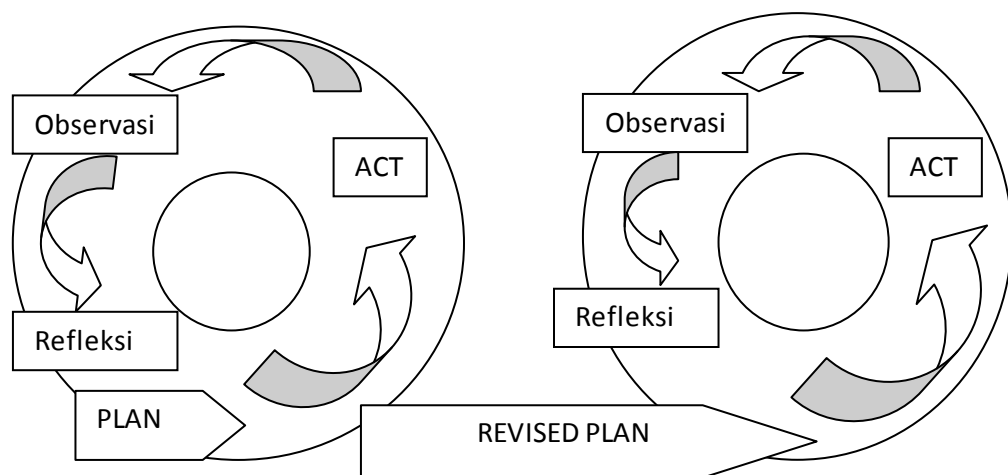 Observasi
ACT
Refleksi
PLAN
Observasi
ACT
Refleksi
REVISED PLAN